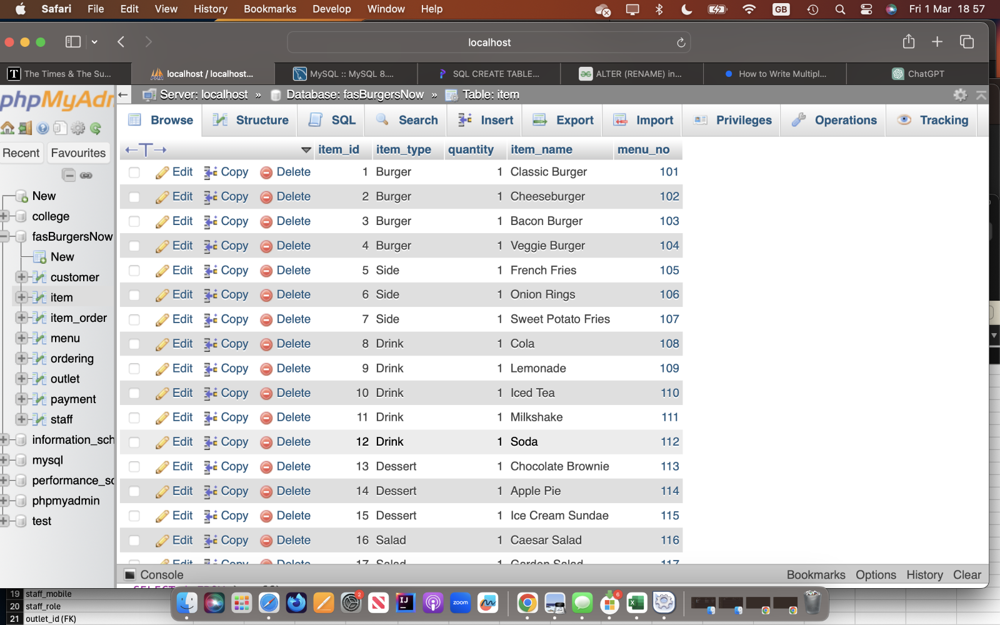 Safari File Edit View History Bookmarks Develop Window Help GB Fri 1 Mar 18 57
localhost
T The Times & The Su... localhost / localhost... MySQL :: MySQL 8.... SQL CREATE TABLE... ALTER (RENAME) in... How to Write Multipl... ChatGPT
phpMyAdm
Server: localhost » Database: fasBurgersNow » Table: item
Browse Structure SQL Search Insert Export Import Privileges Operations Tracking
Recent Favourites
New
college
fasBurgersNow
New
customer
item
item_order
menu
ordering
outlet
payment
staff
information_sch
mysql
performance_sc
phpmyadmin
test
←T→ item_id item_type quantity item_name menu_no
Edit Copy Delete 1 Burger 1 Classic Burger 101
Edit Copy Delete 2 Burger 1 Cheeseburger 102
Edit Copy Delete 3 Burger 1 Bacon Burger 103
Edit Copy Delete 4 Burger 1 Veggie Burger 104
Edit Copy Delete 5 Side 1 French Fries 105
Edit Copy Delete 6 Side 1 Onion Rings 106
Edit Copy Delete 7 Side 1 Sweet Potato Fries 107
Edit Copy Delete 8 Drink 1 Cola 108
Edit Copy Delete 9 Drink 1 Lemonade 109
Edit Copy Delete 10 Drink 1 Iced Tea 110
Edit Copy Delete 11 Drink 1 Milkshake 111
Edit Copy Delete 12 Drink 1 Soda 112
Edit Copy Delete 13 Dessert 1 Chocolate Brownie 113
Edit Copy Delete 14 Dessert 1 Apple Pie 114
Edit Copy Delete 15 Dessert 1 Ice Cream Sundae 115
Edit Copy Delete 16 Salad 1 Caesar Salad 116
Edit Copy Delete 17 Salad 1 Garden Salad 117
Console Bookmarks Options History Clear
19 staff_mobile
20 staff_role
21 outlet_id (FK)
2 IJ zoom 6